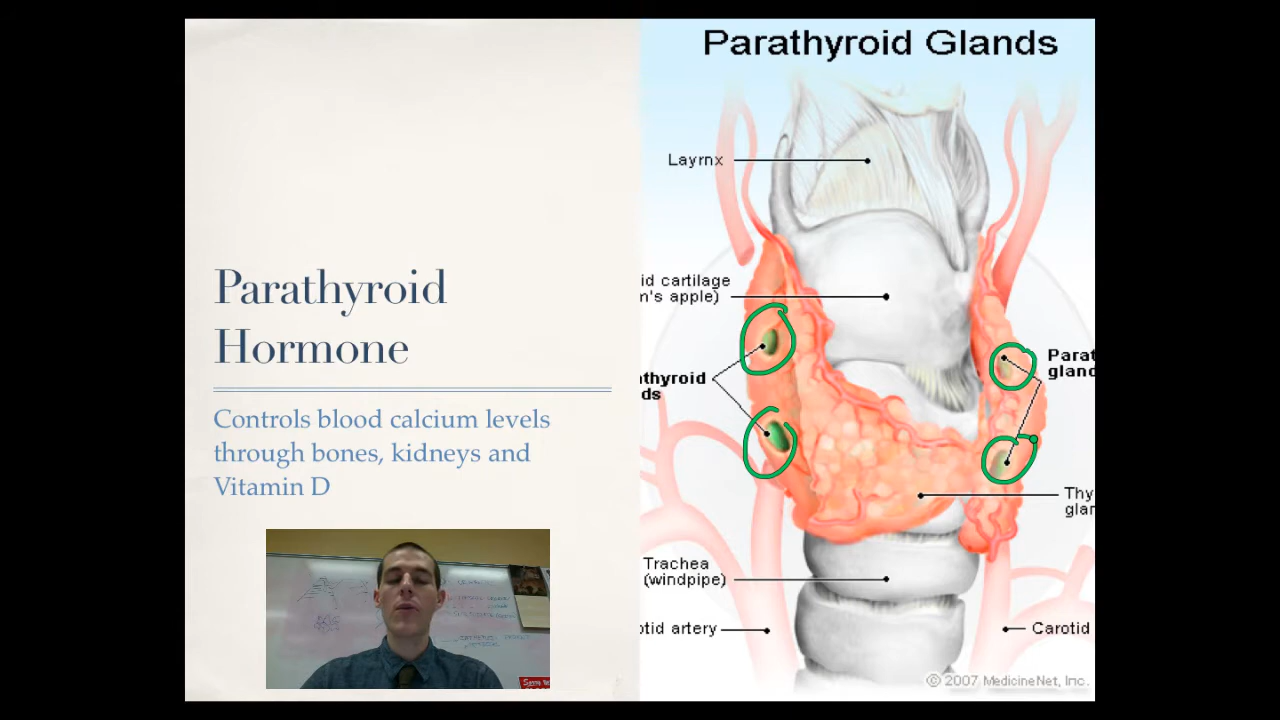 Parathyroid Glands
Layrnx
id cartilage
n's apple)
Parathyroid
Hormone
athyroid
ds
Parat
gland
Controls blood calcium levels
through bones, kidneys and
Vitamin D
Thy
glar
Trachea
(windpipe)
otid artery
Carotid
© 2007 MedicineNet, Inc.